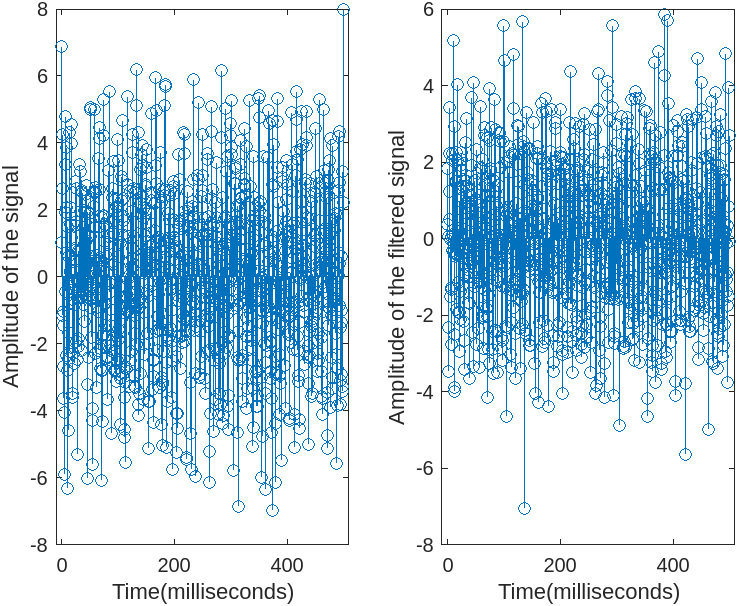 Amplitude of the signal
8
6
4
2
0
-2
-4
-6
-8
0 200 400
Time(milliseconds)
Amplitude of the filtered signal
6
4
2
0
-2
-4
-6
-8
0 200 400
Time(milliseconds)